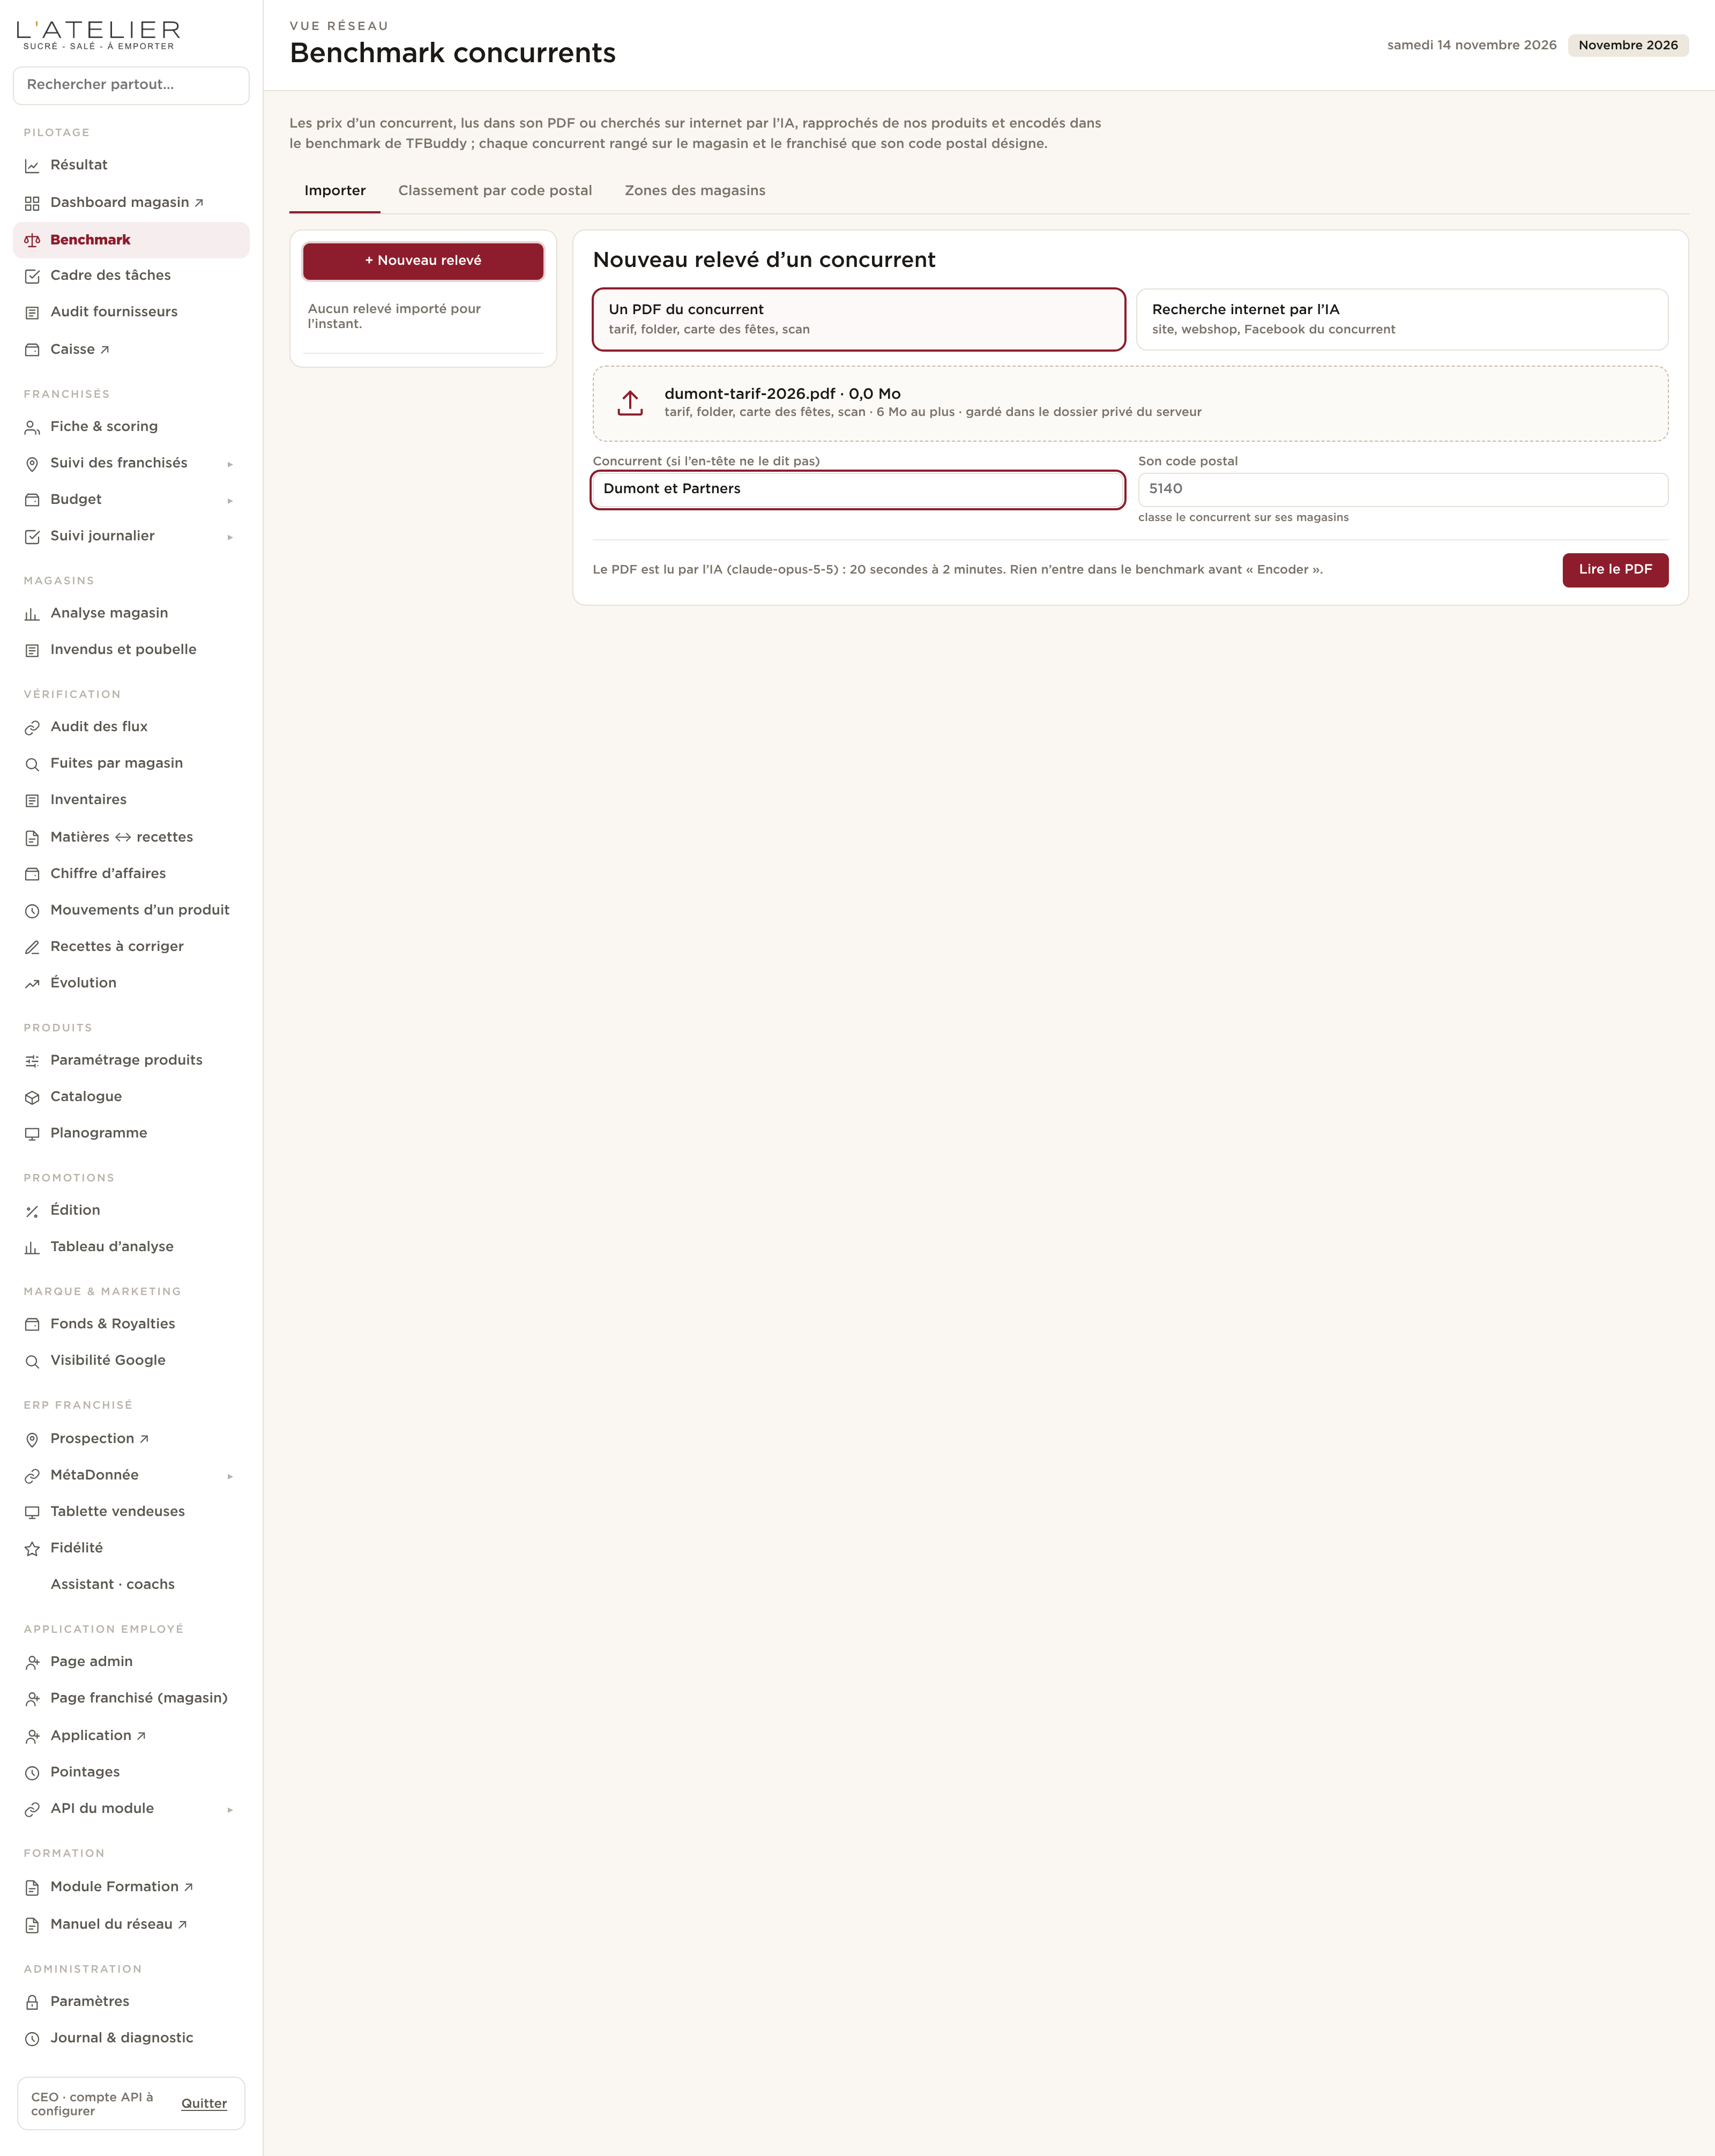 L'ATELIER
SUCRÉ - SALÉ - À EMPORTER
Rechercher partout...
PILOTAGE
Résultat
Dashboard magasin ↗
Benchmark
Cadre des tâches
Audit fournisseurs
Caisse ↗
FRANCHISÉS
Fiche & scoring
Suivi des franchisés ▸
Budget ▸
Suivi journalier ▸
MAGASINS
Analyse magasin
Invendus et poubelle
VÉRIFICATION
Audit des flux
Fuites par magasin
Inventaires
Matières ↔ recettes
Chiffre d’affaires
Mouvements d’un produit
Recettes à corriger
Évolution
PRODUITS
Paramétrage produits
Catalogue
Planogramme
PROMOTIONS
Édition
Tableau d’analyse
MARQUE & MARKETING
Fonds & Royalties
Visibilité Google
ERP FRANCHISÉ
Prospection ↗
MétaDonnée ▸
Tablette vendeuses
Fidélité
Assistant · coachs
APPLICATION EMPLOYÉ
Page admin
Page franchisé (magasin)
Application ↗
Pointages
API du module ▸
FORMATION
Module Formation ↗
Manuel du réseau ↗
ADMINISTRATION
Paramètres
Journal & diagnostic
CEO · compte API à
configurer
Quitter
VUE RÉSEAU
Benchmark concurrents
samedi 14 novembre 2026
Novembre 2026
Les prix d’un concurrent, lus dans son PDF ou cherchés sur internet par l’IA, rapprochés de nos produits et encodés dans
le benchmark de TFBuddy ; chaque concurrent rangé sur le magasin et le franchisé que son code postal désigne.
Importer
Classement par code postal
Zones des magasins
+ Nouveau relevé
Aucun relevé importé pour
l’instant.
Nouveau relevé d’un concurrent
Un PDF du concurrent
tarif, folder, carte des fêtes, scan
Recherche internet par l’IA
site, webshop, Facebook du concurrent
dumont-tarif-2026.pdf · 0,0 Mo
tarif, folder, carte des fêtes, scan · 6 Mo au plus · gardé dans le dossier privé du serveur
Concurrent (si l’en-tête ne le dit pas)
Dumont et Partners
Son code postal
5140
classe le concurrent sur ses magasins
Le PDF est lu par l’IA (claude-opus-5-5) : 20 secondes à 2 minutes. Rien n’entre dans le benchmark avant « Encoder ».
Lire le PDF